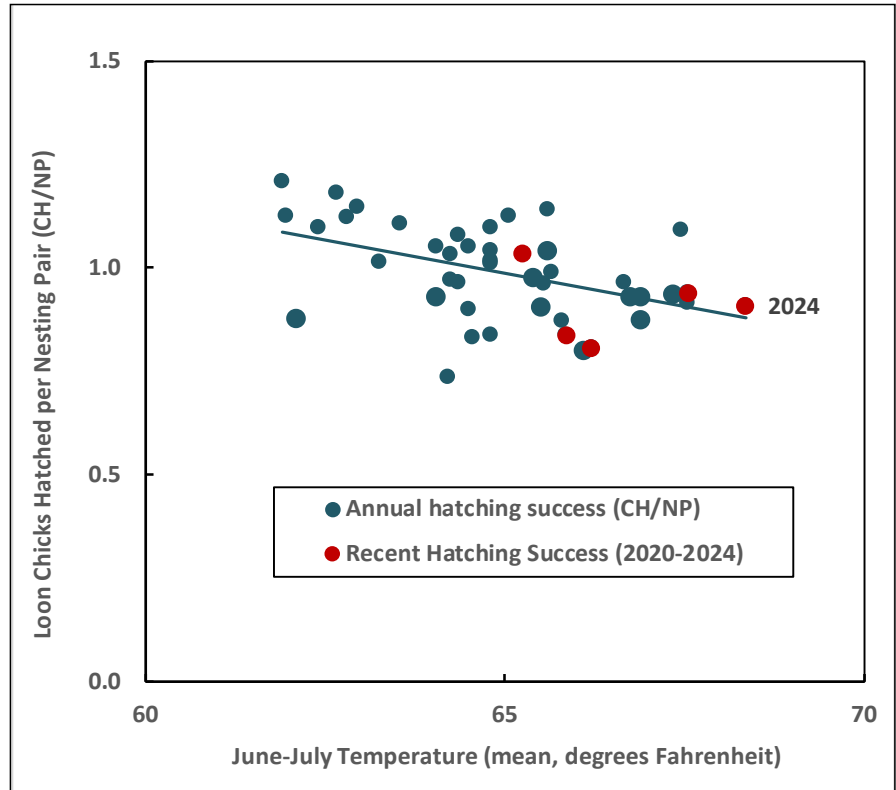 Loon Chicks Hatched per Nesting Pair (CH/NP)
1.5
1.0
0.5
0.0
2024
Annual hatching success (CH/NP)
Recent Hatching Success (2020-2024)
60
65
70
June-July Temperature (mean, degrees Fahrenheit)